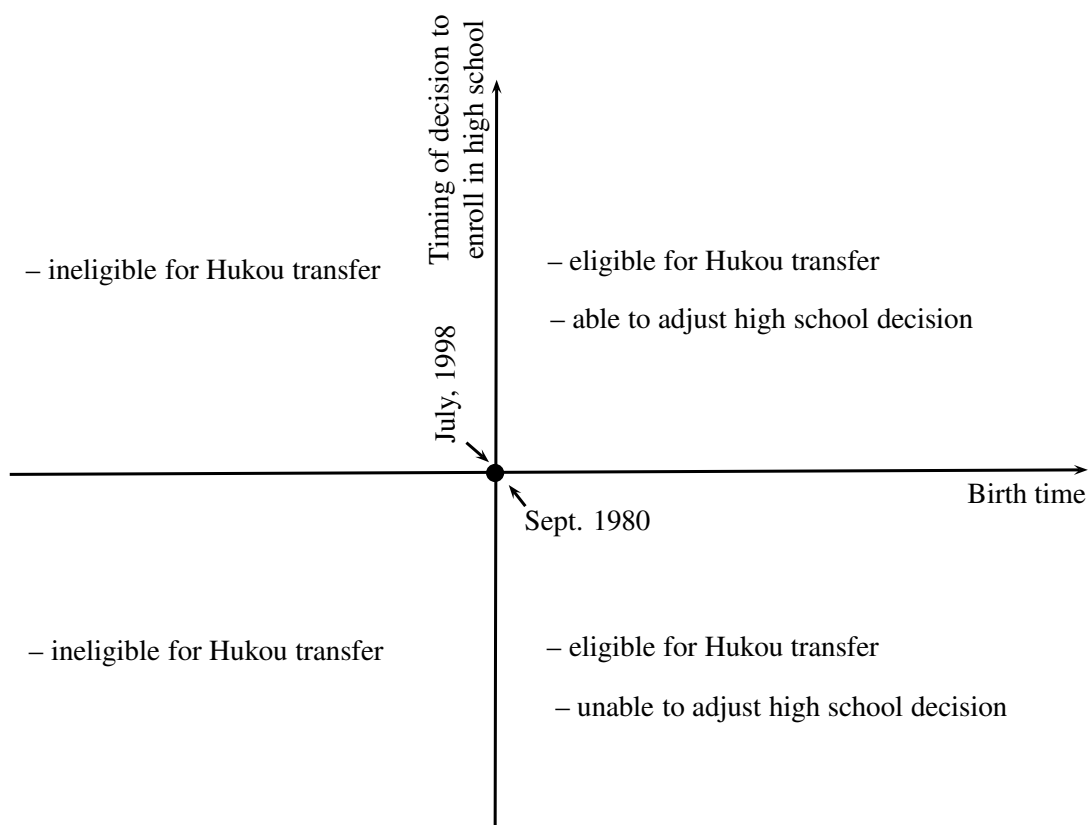 Timing of decision to
enroll in high school
– ineligible for Hukou transfer
– eligible for Hukou transfer
– able to adjust high school decision
July, 1998
Birth time
Sept. 1980
– ineligible for Hukou transfer
– eligible for Hukou transfer
– unable to adjust high school decision